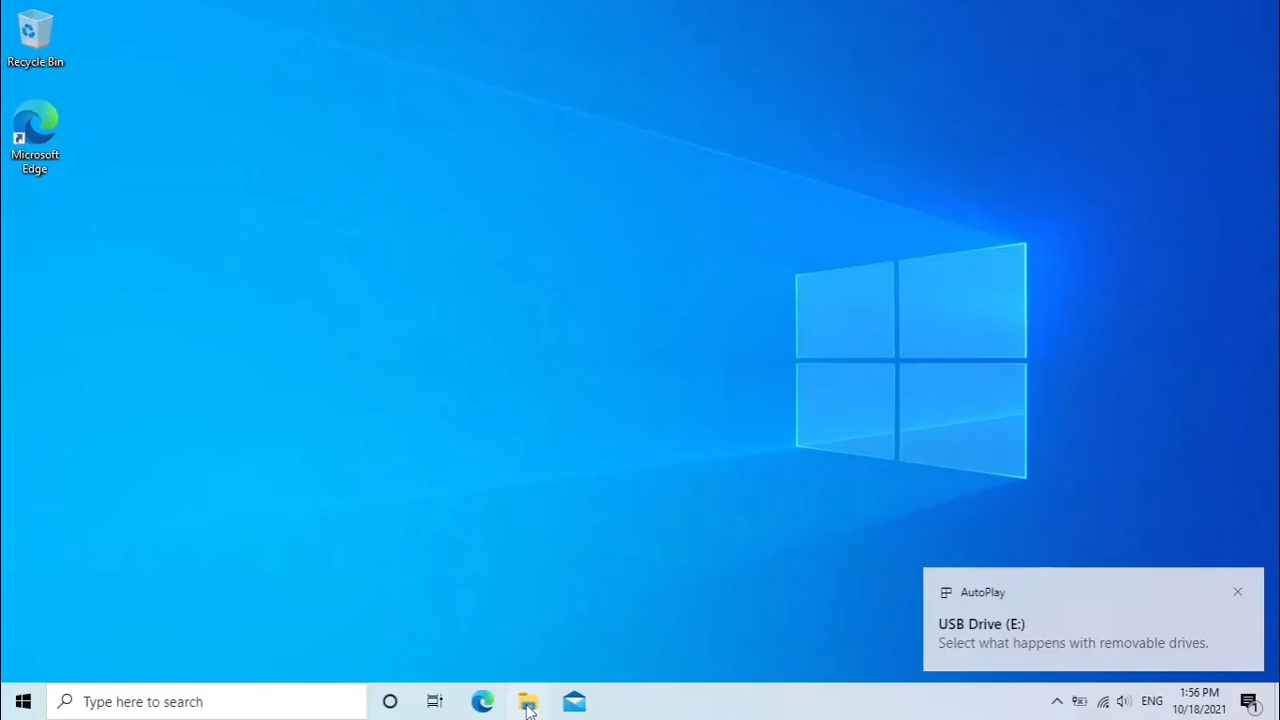 Recycle Bin
Microsoft
Edge
AutoPlay
USB Drive (E:)
Select what happens with removable drives.
Type here to search
ENG
1:56 PM
10/18/2021
1